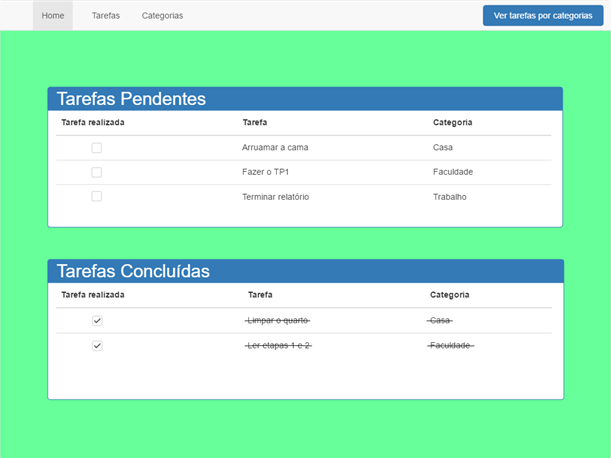 Home Tarefas Categorias Ver tarefas por categorias
Tarefas Pendentes
Tarefa realizada Tarefa Categoria
Arruamar a cama Casa
Fazer o TP1 Faculdade
Terminar relatório Trabalho
Tarefas Concluídas
Tarefa realizada Tarefa Categoria
Limpar o quarto Casa
Ler etapas 1 e 2 Faculdade